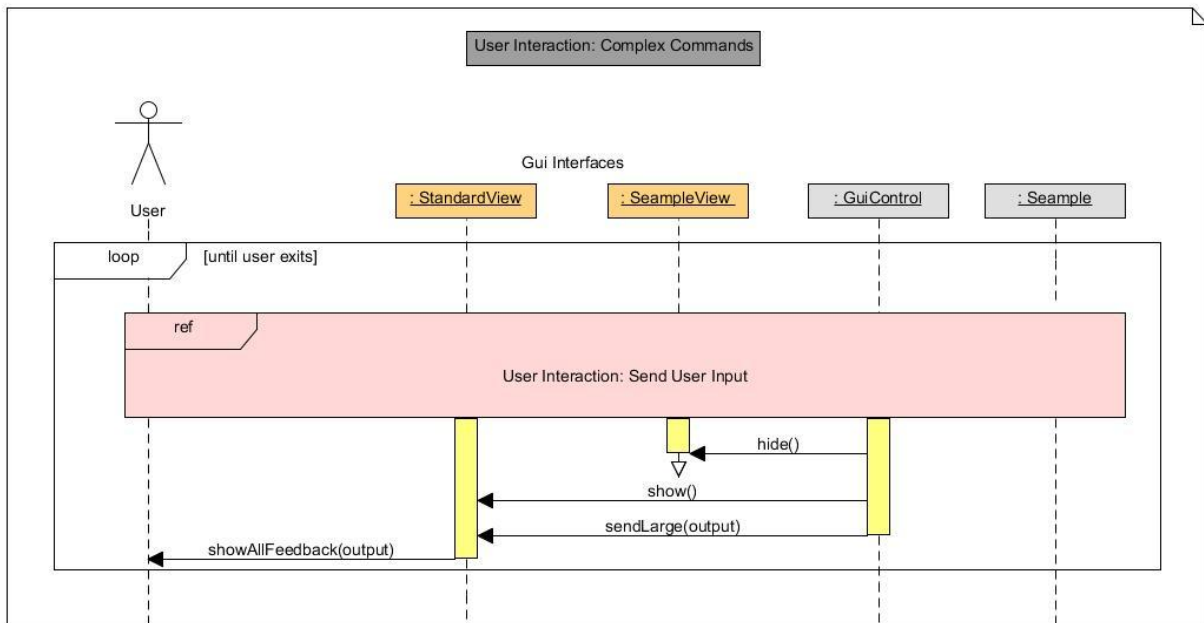 User Interaction: Complex Commands
Gui Interfaces
User
: StandardView
: SeampleView
: GuiControl
: Seample
loop
[until user exits]
ref
User Interaction: Send User Input
hide()
show()
sendLarge(output)
showAllFeedback(output)